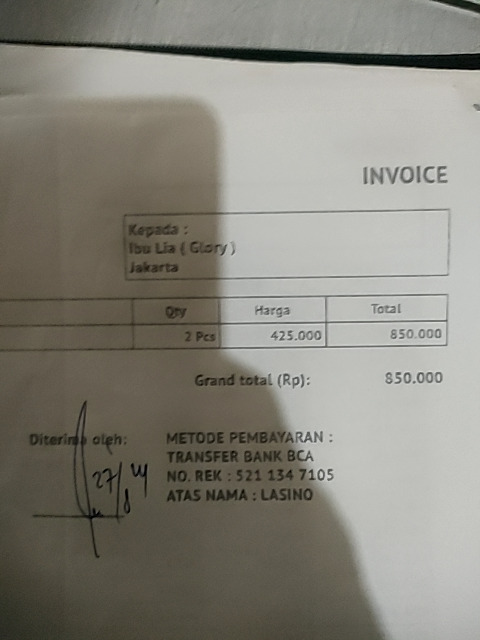 INVOICE
Kepada :
Ibu Lia ( Glory )
Jakarta
Qty Harga Total
2 Pcs 425.000 850.000
Grand total (Rp): 850.000
Diterima oleh:
METODE PEMBAYARAN :
TRANSFER BANK BCA
NO. REK : 521 134 7105
ATAS NAMA : LASINO
27/8